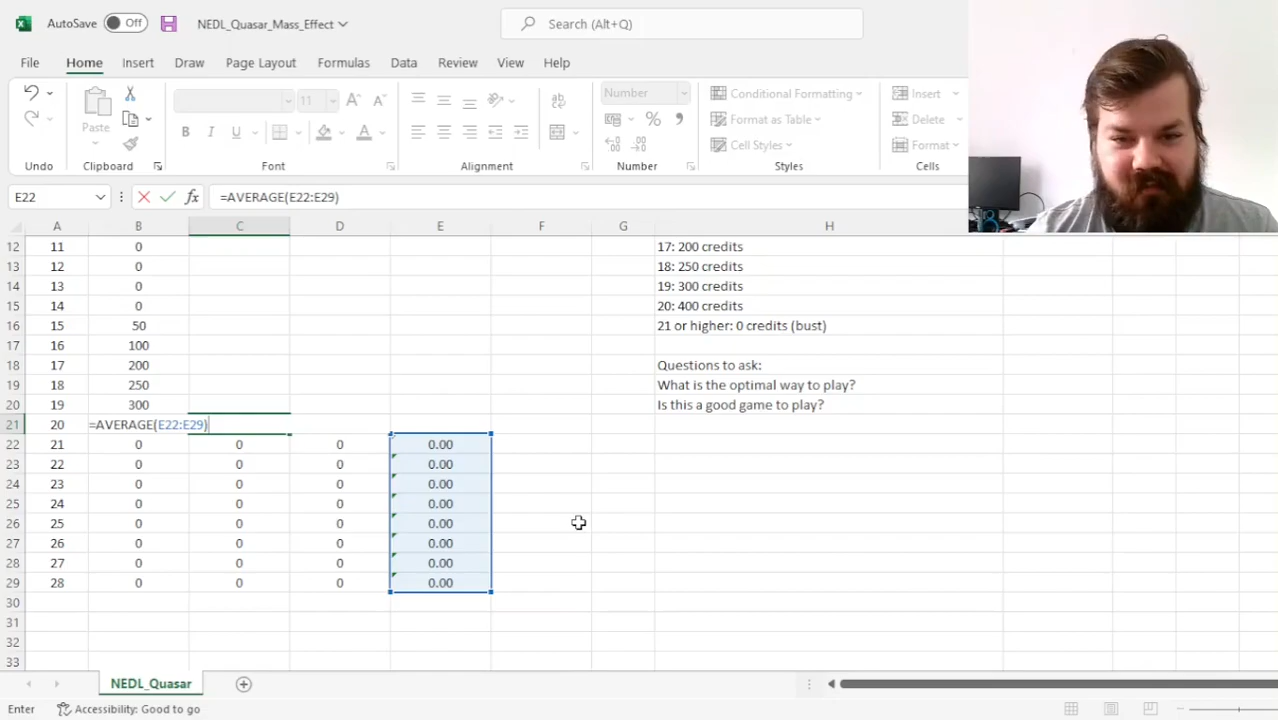 AutoSave Off NEDL_Quasar_Mass_Effect Search (Alt+Q)
File Home Insert Draw Page Layout Formulas Data Review View Help
11 Number Conditional Formatting Insert
Paste B I U A Format as Table Delete
Cell Styles Format
Undo Clipboard Font Alignment Number Styles Cells
E22 fx =AVERAGE(E22:E29)
A B C D E F G H
12 11 0 17: 200 credits
13 12 0 18: 250 credits
14 13 0 19: 300 credits
15 14 0 20: 400 credits
16 15 50 21 or higher: 0 credits (bust)
17 16 100
18 17 200 Questions to ask:
19 18 250 What is the optimal way to play?
20 19 300 Is this a good game to play?
21 20 =AVERAGE(E22:E29)
22 21 0 0 0 0.00
23 22 0 0 0 0.00
24 23 0 0 0 0.00
25 24 0 0 0 0.00
26 25 0 0 0 0.00
27 26 0 0 0 0.00
28 27 0 0 0 0.00
29 28 0 0 0 0.00
30
31
32
33
NEDL_Quasar
Enter Accessibility: Good to go